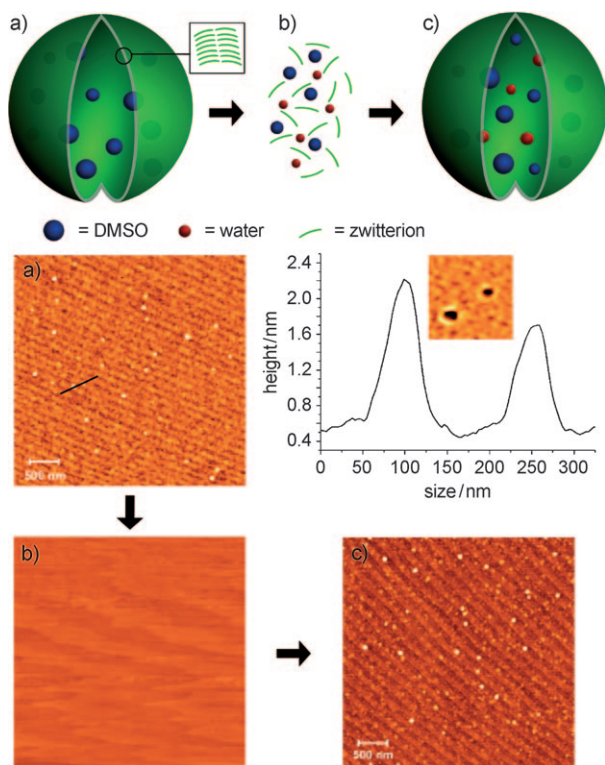 a)
b)
c)
= DMSO
= water
= zwitterion
a)
500 nm
height/nm
2.4
2.0
1.6
1.2
0.8
0.4
0 50 100 150 200 250 300
size/nm
b)
c)
500 nm